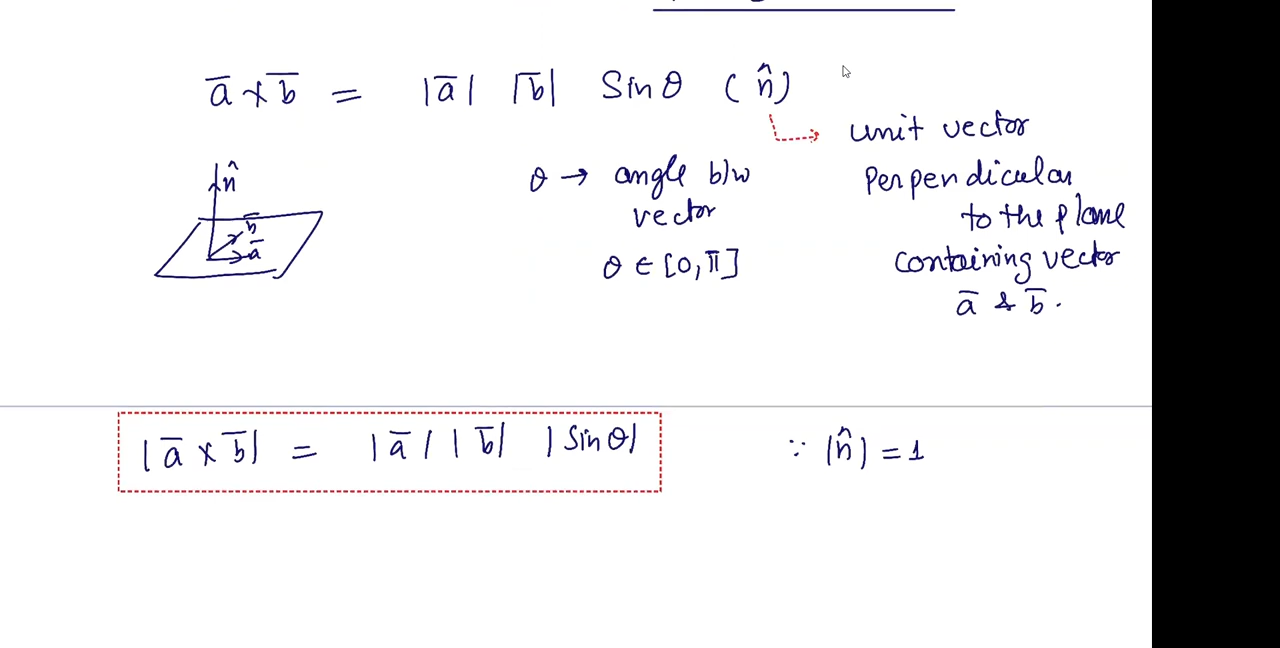 a̅ × b̅ = |a̅| |b̅| Sin θ ( n̂ )
unit vector
n̂
θ → angle b/w
vector
perpendicular
to the plane
b̅
a̅
θ ∈ [0, π]
containing vector
a̅ & b̅.
|a̅ × b̅| = |a̅| |b̅| |Sin θ|
∵ |n̂| = 1